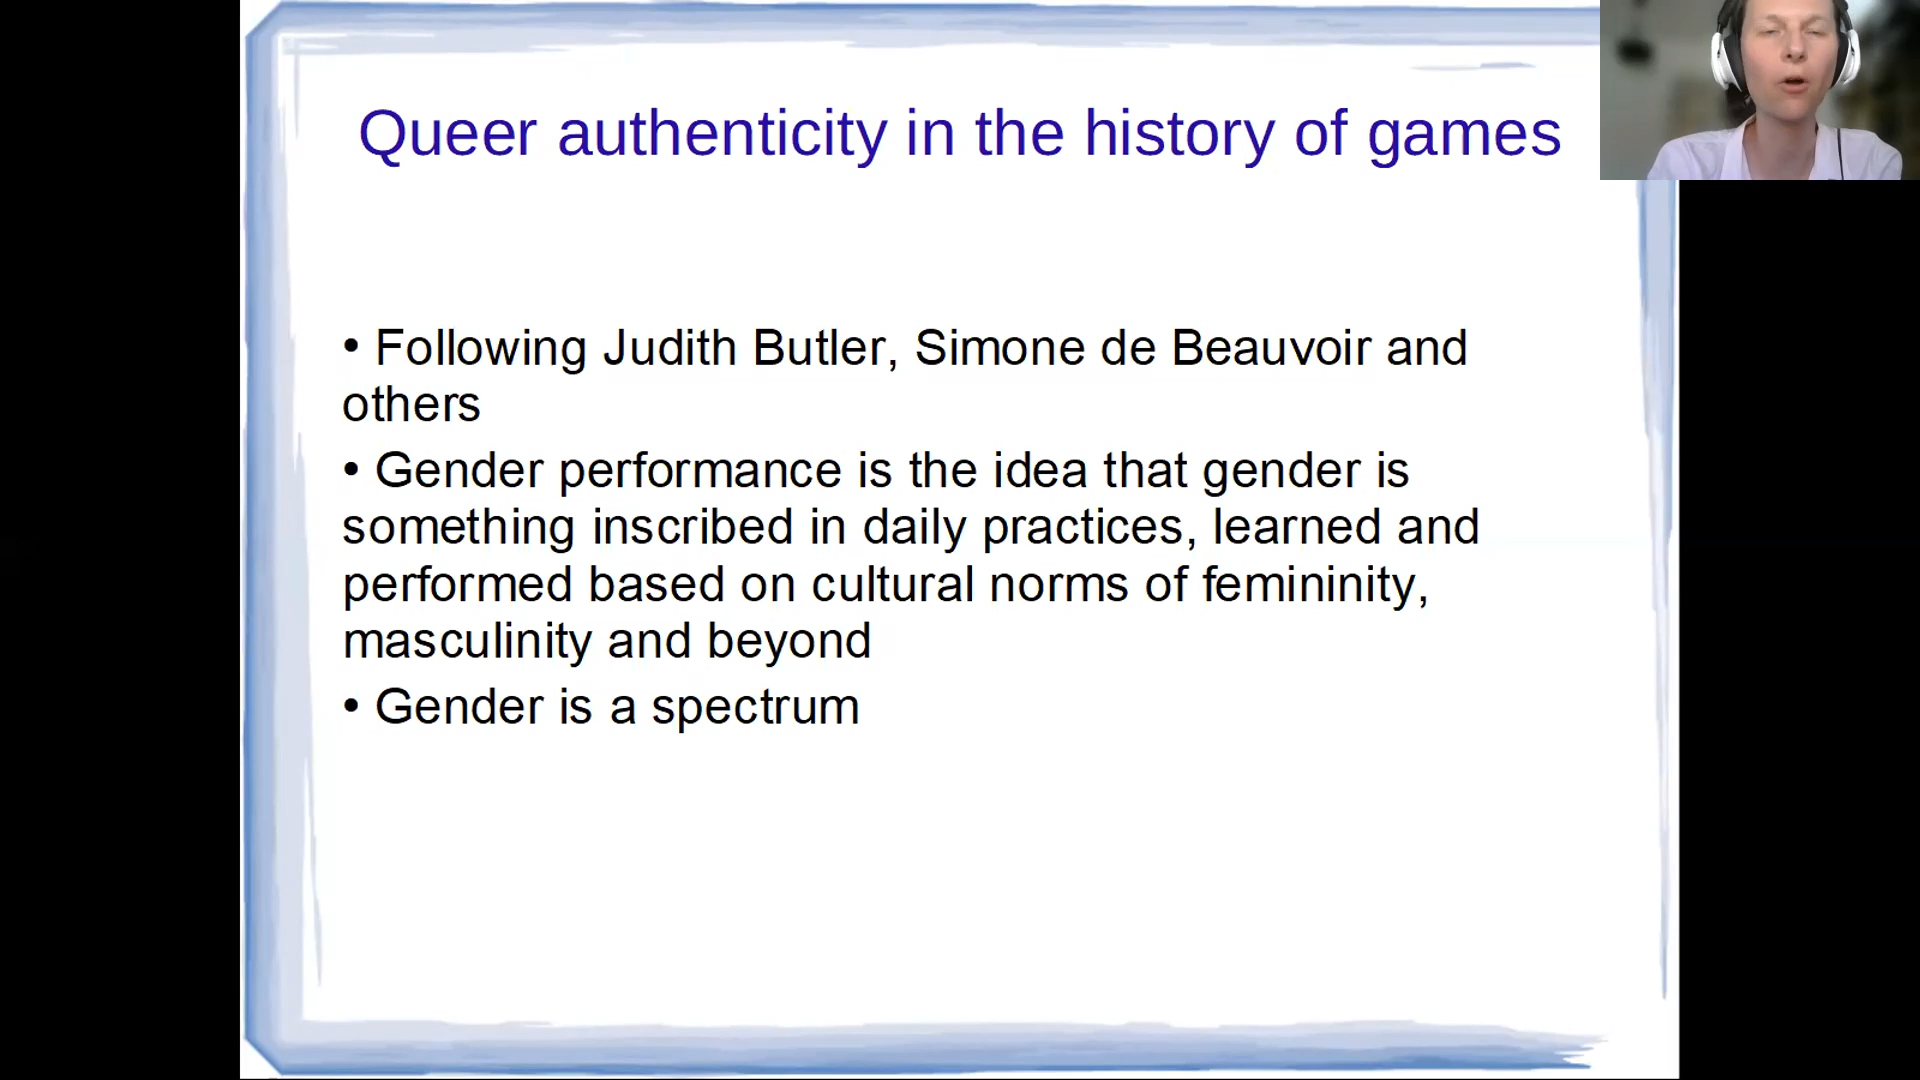 Queer authenticity in the history of games
• Following Judith Butler, Simone de Beauvoir and
others
• Gender performance is the idea that gender is
something inscribed in daily practices, learned and
performed based on cultural norms of femininity,
masculinity and beyond
• Gender is a spectrum